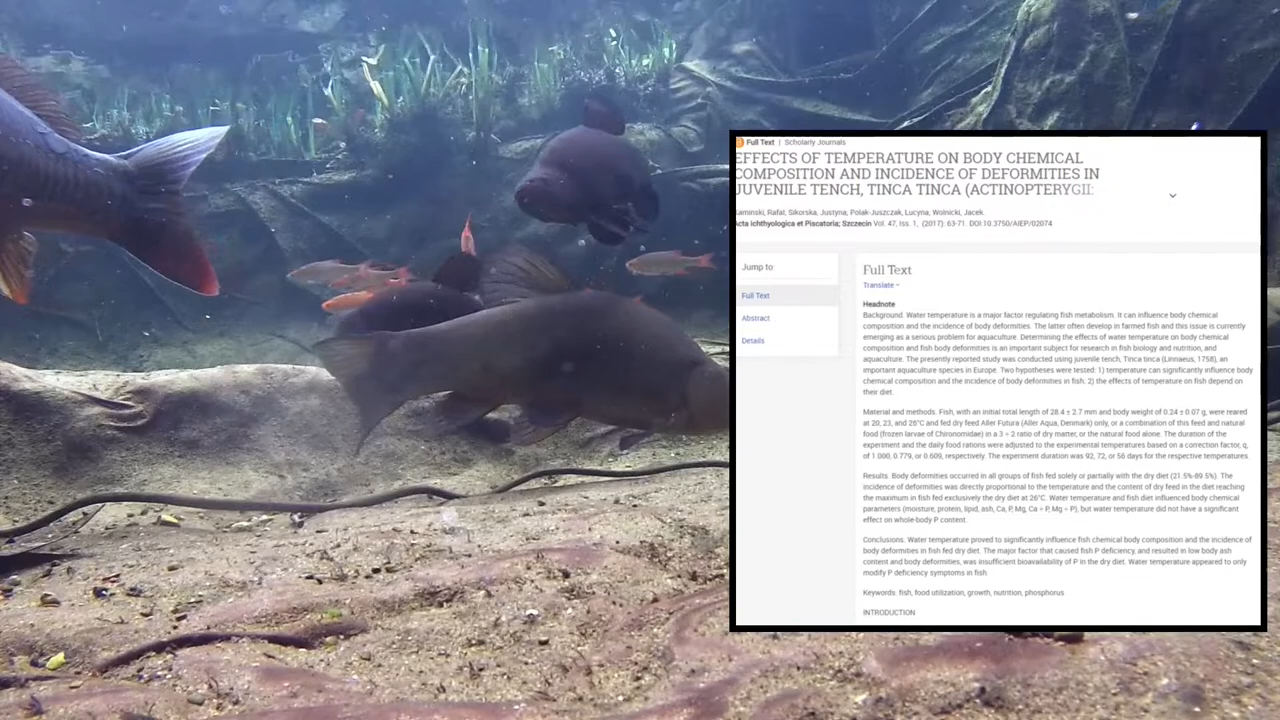 Full Text | Scholarly Journals
EFFECTS OF TEMPERATURE ON BODY CHEMICAL
COMPOSITION AND INCIDENCE OF DEFORMITIES IN
JUVENILE TENCH, TINCA TINCA (ACTINOPTERYGII:
Kaminski, Rafał; Sikorska, Justyna; Polak-Juszczak, Lucyna; Wolnicki, Jacek.
Acta Ichthyologica et Piscatoria; Szczecin Vol. 47, Iss. 1, (2017): 63-71. DOI:10.3750/AIEP/02074
Jump to:
Full Text
Abstract
Details
Full Text
Translate
Headnote
Background. Water temperature is a major factor regulating fish metabolism. It can influence body chemical
composition and the incidence of body deformities. The latter often develop in farmed fish and this issue is currently
emerging as a serious problem for aquaculture. Determining the effects of water temperature on body chemical
composition and fish body deformities is an important subject for research in fish biology and nutrition, and
aquaculture. The presently reported study was conducted using juvenile tench, Tinca tinca (Linnaeus, 1758), an
important aquaculture species in Europe. Two hypotheses were tested: 1) temperature can significantly influence body
chemical composition and the incidence of body deformities in fish. 2) the effects of temperature on fish depend on
their diet.
Material and methods. Fish, with an initial total length of 28.4 ± 2.7 mm and body weight of 0.24 ± 0.07 g, were reared
at 20, 23, and 26°C and fed dry feed Aller Futura (Aller Aqua, Denmark) only, or a combination of this feed and natural
food (frozen larvae of Chironomidae) in a 3 ÷ 2 ratio of dry matter, or the natural food alone. The duration of the
experiment and the daily food rations were adjusted to the experimental temperatures based on a correction factor, q,
of 1.000, 0.779, or 0.609, respectively. The experiment duration was 92, 72, or 56 days for the respective temperatures.
Results. Body deformities occurred in all groups of fish fed solely or partially with the dry diet (21.5%-89.5%). The
incidence of deformities was directly proportional to the temperature and the content of dry feed in the diet reaching
the maximum in fish fed exclusively the dry diet at 26°C. Water temperature and fish diet influenced body chemical
parameters (moisture, protein, lipid, ash, Ca, P, Mg, Ca ÷ P, Mg ÷ P), but water temperature did not have a significant
effect on whole-body P content.
Conclusions. Water temperature proved to significantly influence fish chemical body composition and the incidence of
body deformities in fish fed dry diet. The major factor that caused fish P deficiency, and resulted in low body ash
content and body deformities, was insufficient bioavailability of P in the dry diet. Water temperature appeared to only
modify P deficiency symptoms in fish.
Keywords: fish, food utilization, growth, nutrition, phosphorus
INTRODUCTION